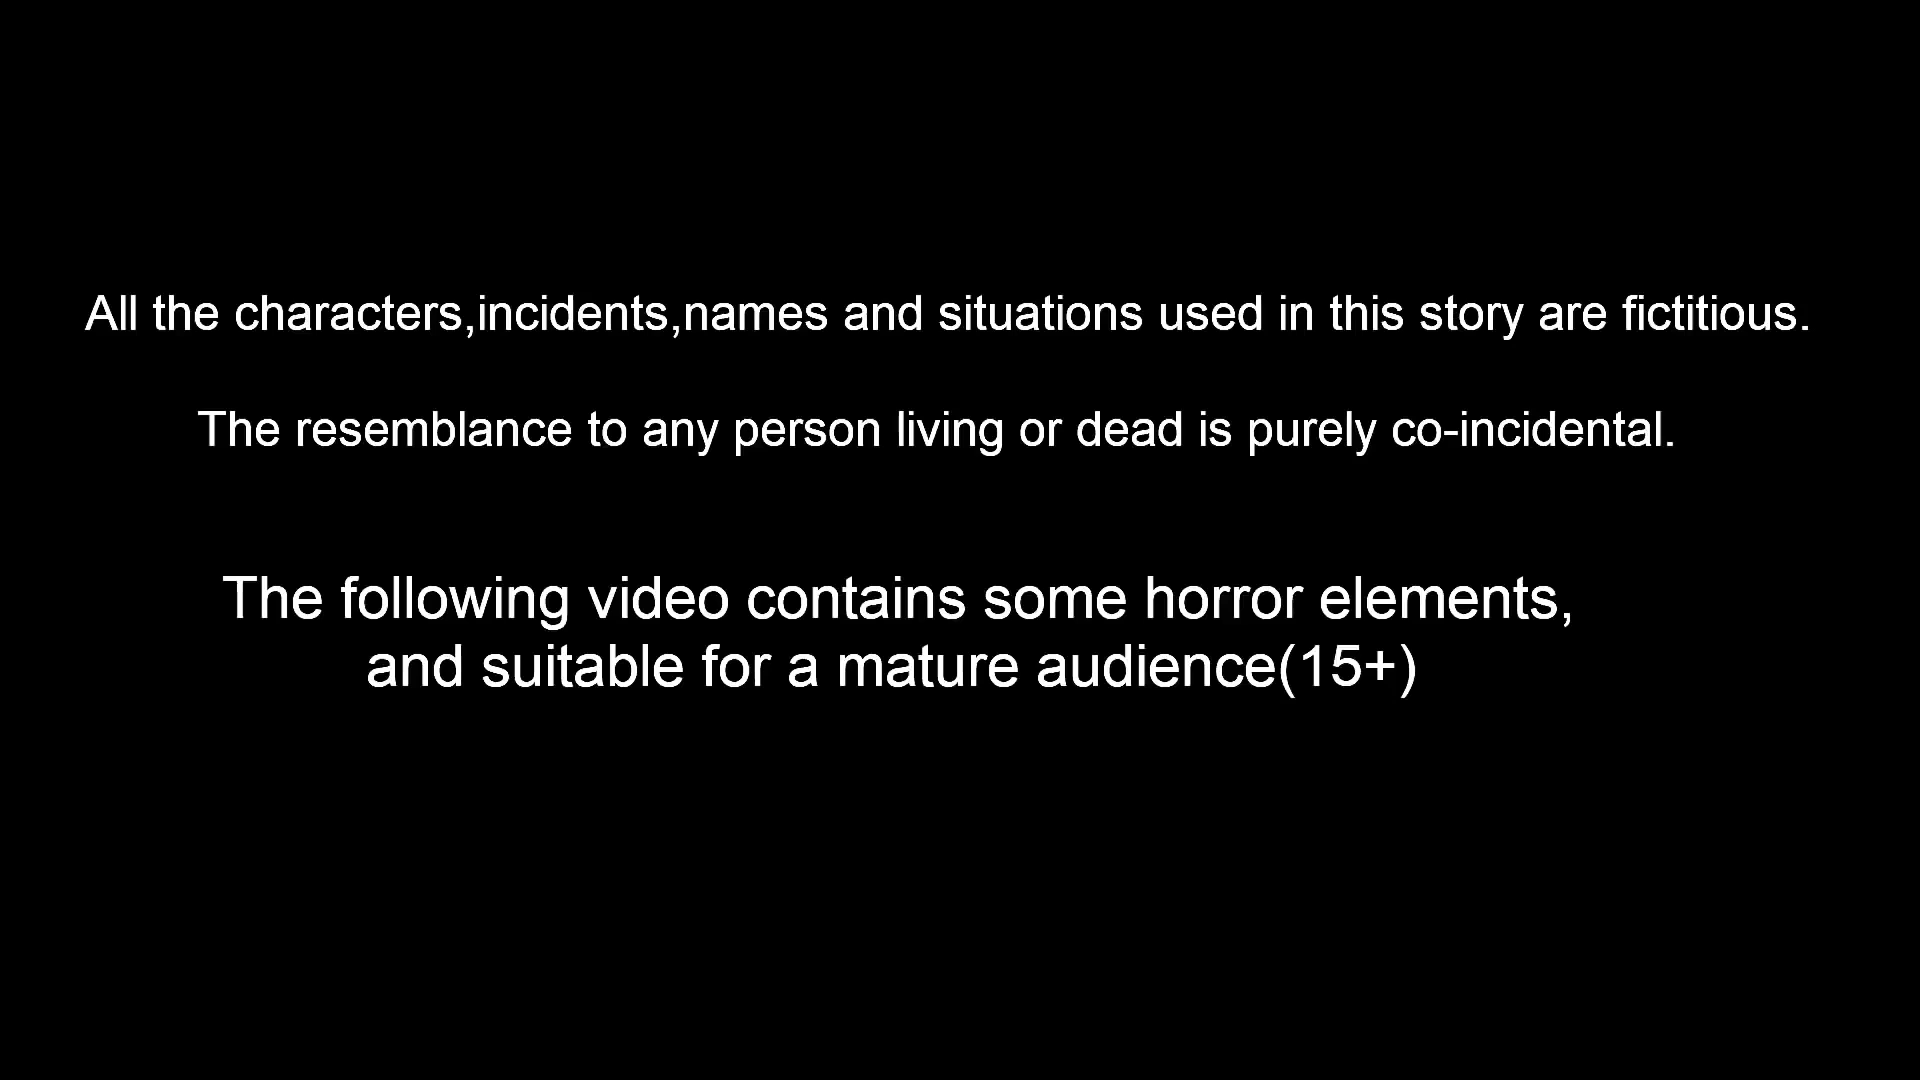 All the characters,incidents,names and situations used in this story are fictitious.
The resemblance to any person living or dead is purely co-incidental.
The following video contains some horror elements,
and suitable for a mature audience(15+)